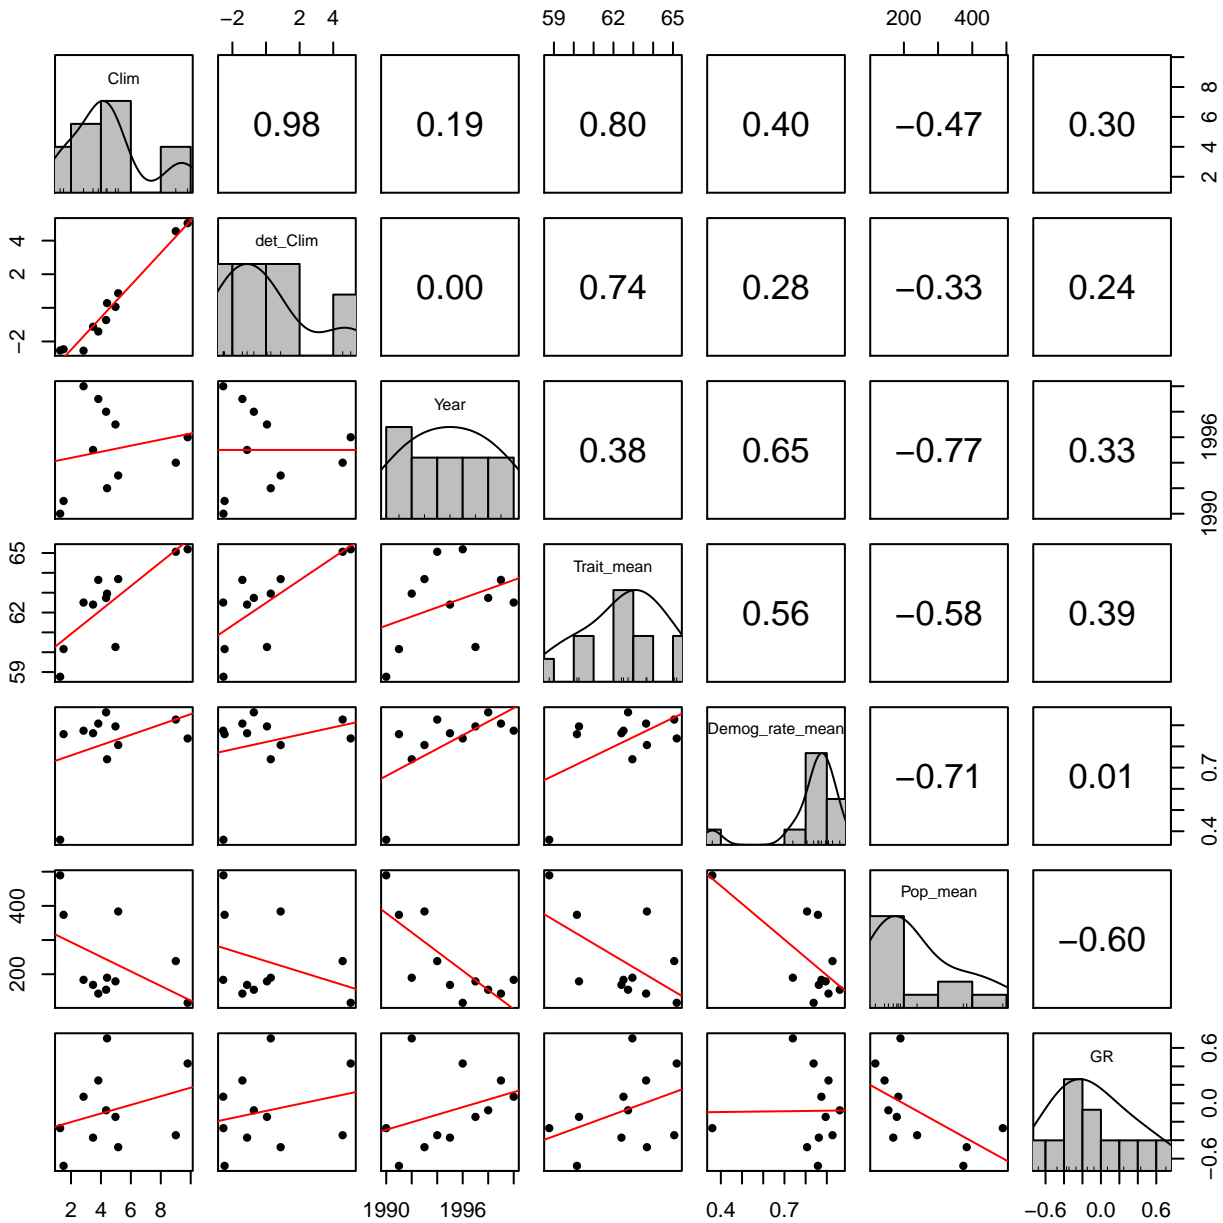 −2 2 4 59 62 65 200 400
Clim 0.98 0.19 0.80 0.40 −0.47 0.30 2 4 6 8
−2 2 4 det_Clim 0.00 0.74 0.28 −0.33 0.24
Year 0.38 0.65 −0.77 0.33 1990 1996
59 62 65 Trait_mean 0.56 −0.58 0.39
Demog_rate_mean −0.71 0.01 0.4 0.7
200 400 Pop_mean −0.60
GR −0.6 0.0 0.6
2 4 6 8 1990 1996 0.4 0.7 −0.6 0.0 0.6